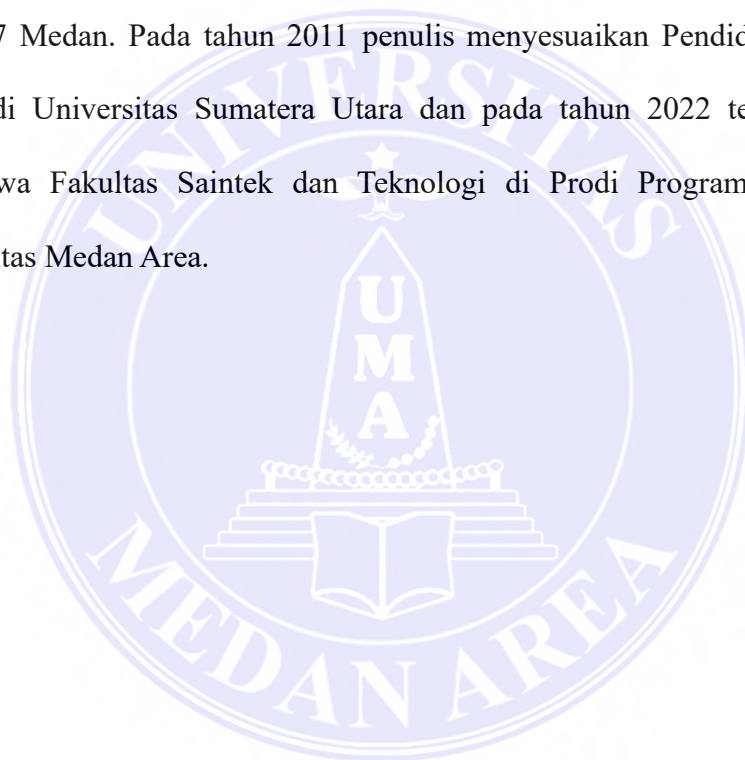 7 Medan. Pada tahun 2011 penulis menyesuaikan Pendid
di Universitas Sumatera Utara dan pada tahun 2022 te
wa Fakultas Saintek dan Teknologi di Prodi Program
tas Medan Area.
UNIVERSITAS
UMA
MEDAN AREA